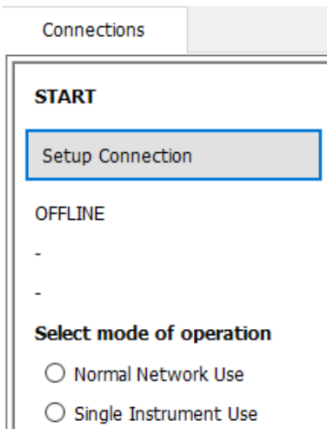 Connections
START
Setup Connection
OFFLINE
-
-
Select mode of operation
Normal Network Use
Single Instrument Use